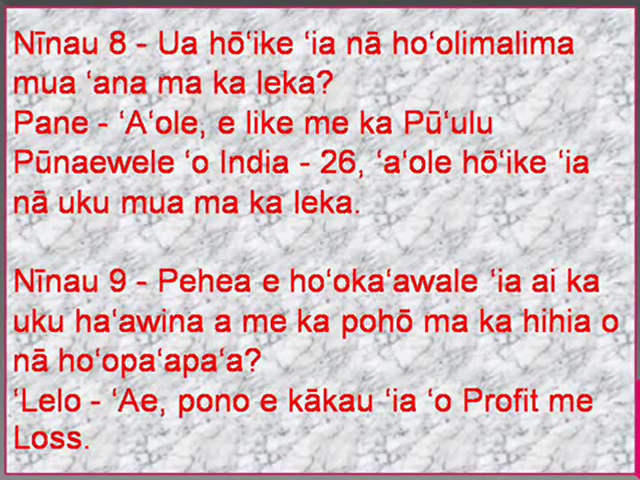 Nīnau 8 - Ua hōʻike ʻia nā hoʻolimalima
mua ʻana ma ka leka?
Pane - ʻAʻole, e like me ka Pūʻulu
Pūnaewele ʻo India - 26, ʻaʻole hōʻike ʻia
nā uku mua ma ka leka.
Nīnau 9 - Pehea e hoʻokaʻawale ʻia ai ka
uku haʻawina a me ka pohō ma ka hihia o
nā hoʻopaʻapaʻa?
ʻLelo - ʻAe, pono e kākau ʻia ʻo Profit me
Loss.